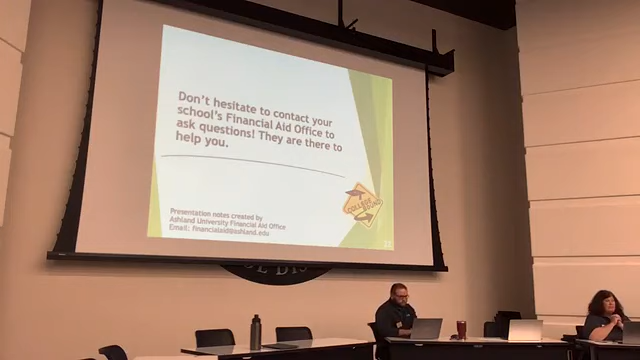 Don't hesitate to contact your
school's Financial Aid Office to
ask questions! They are there to
help you.
Presentation notes created by
Ashland University Financial Aid Office
Email: financialaid@ashland.edu
COLLEGE